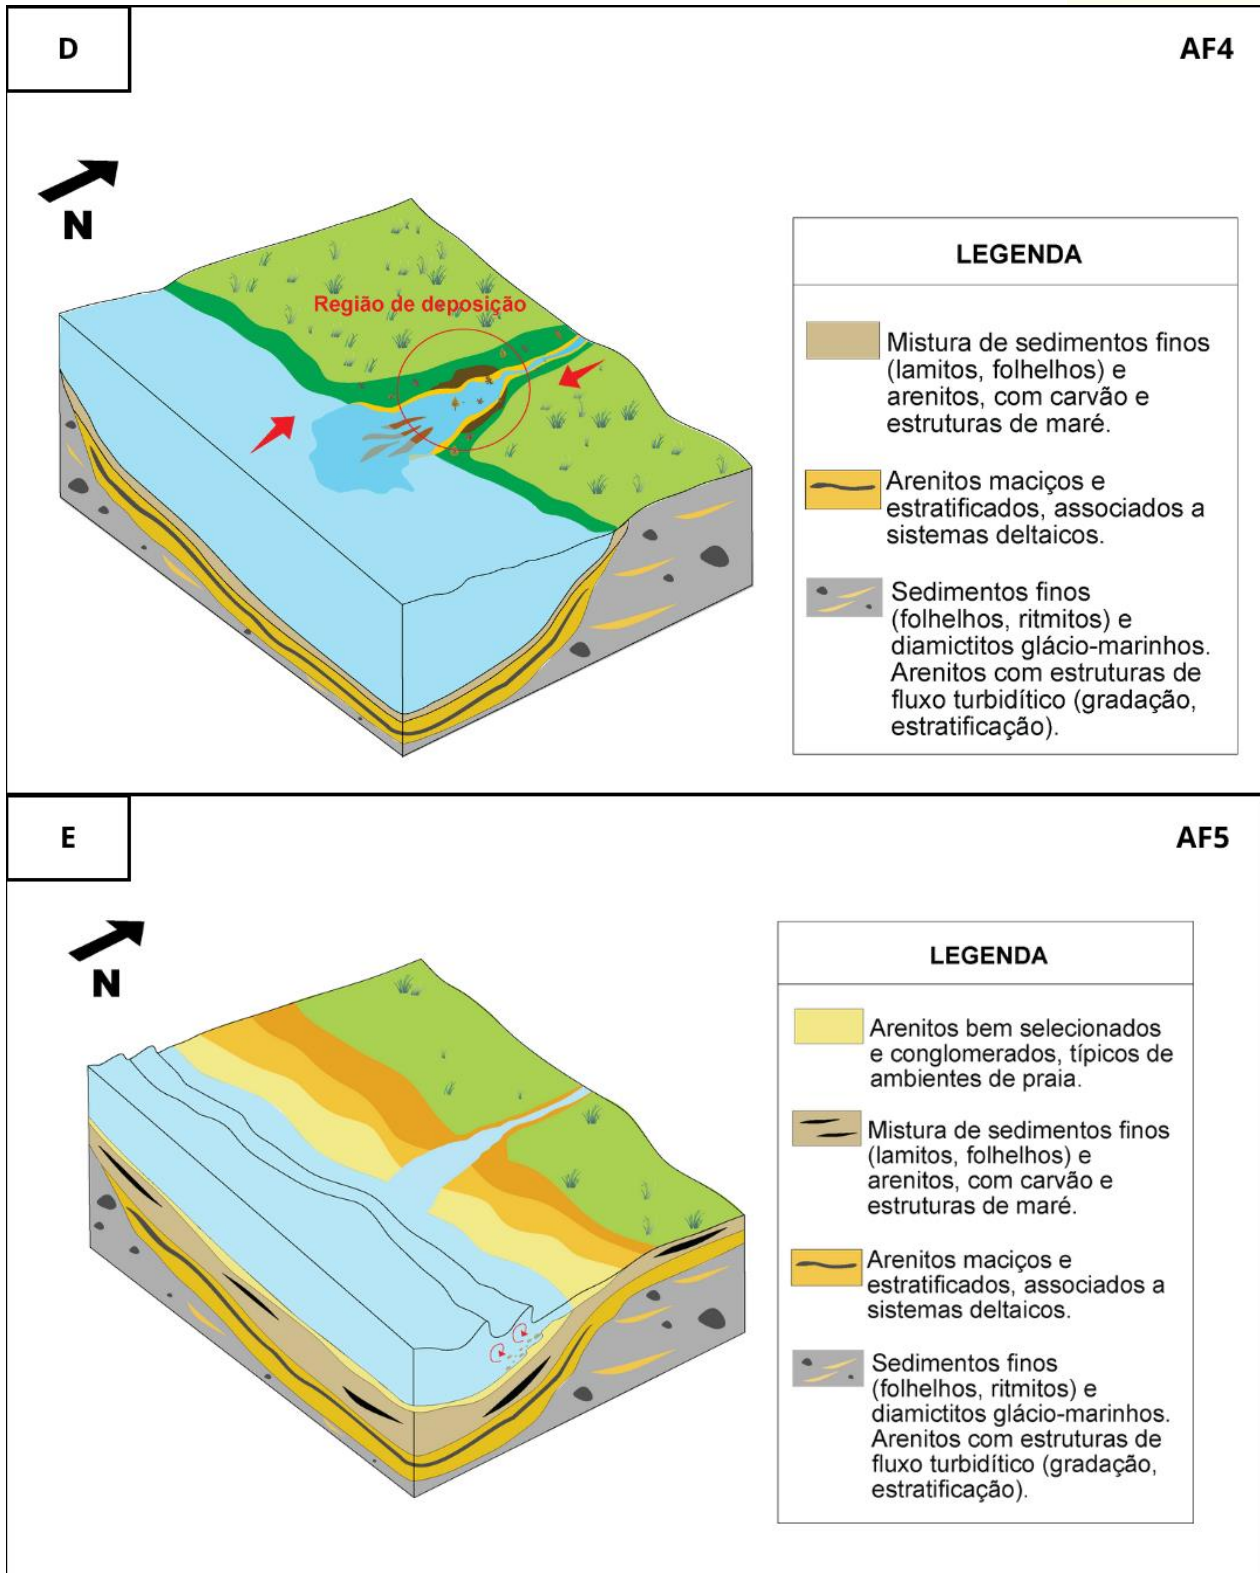 D
AF4
N
Região de deposição
LEGENDA
Mistura de sedimentos finos
(lamitos, folhelhos) e
arenitos, com carvão e
estruturas de maré.
Arenitos maciços e
estratificados, associados a
sistemas deltaicos.
Sedimentos finos
(folhelhos, ritmitos) e
diamictitos glácio-marinhos.
Arenitos com estruturas de
fluxo turbidítico (gradação,
estratificação).
E
AF5
N
LEGENDA
Arenitos bem selecionados
e conglomerados, típicos de
ambientes de praia.
Mistura de sedimentos finos
(lamitos, folhelhos) e
arenitos, com carvão e
estruturas de maré.
Arenitos maciços e
estratificados, associados a
sistemas deltaicos.
Sedimentos finos
(folhelhos, ritmitos) e
diamictitos glácio-marinhos.
Arenitos com estruturas de
fluxo turbidítico (gradação,
estratificação).